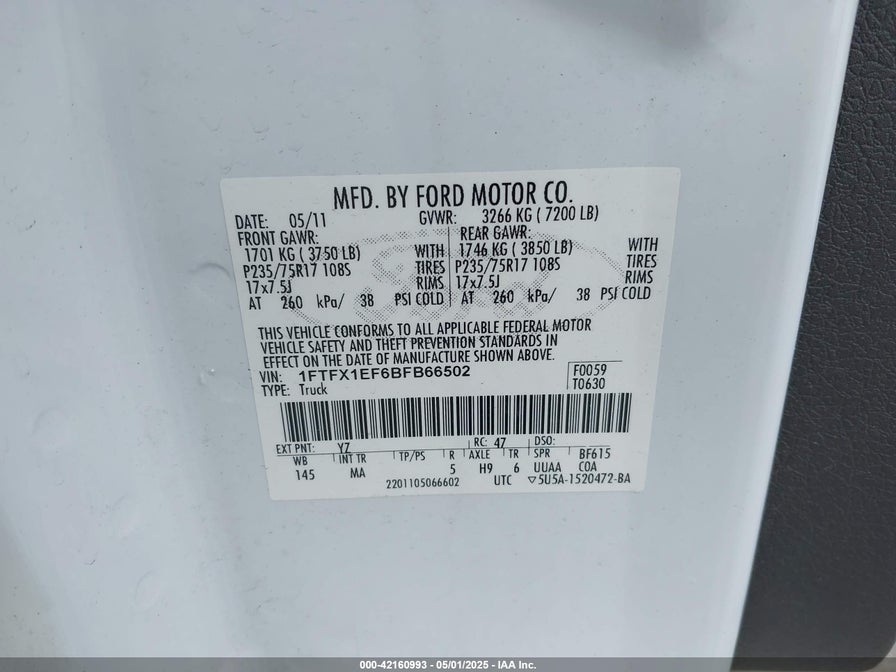 MFD. BY FORD MOTOR CO.
DATE: 05/11 GVWR: 3266 KG ( 7200 LB)
FRONT GAWR: REAR GAWR:
1701 KG ( 3750 LB) WITH 1746 KG ( 3850 LB) WITH
P235/75R17 108S TIRES P235/75R17 108S TIRES
17x7.5J RIMS 17x7.5J RIMS
AT 260 kPa/ 38 PSI COLD AT 260 kPa/ 38 PSI COLD
THIS VEHICLE CONFORMS TO ALL APPLICABLE FEDERAL MOTOR
VEHICLE SAFETY AND THEFT PREVENTION STANDARDS IN
EFFECT ON THE DATE OF MANUFACTURE SHOWN ABOVE.
VIN: 1FTFX1EF6BFB66502 F0059
TYPE: Truck T0630
EXT PNT: YZ RC: 47 DSO:
WB INT TR TP/PS R AXLE TR SPR BF615
145 MA 5 H9 6 UUAA COA
2201105066602 UTC ▽5U5A-1520472-BA
000-42160993 - 05/01/2025 - IAA Inc.